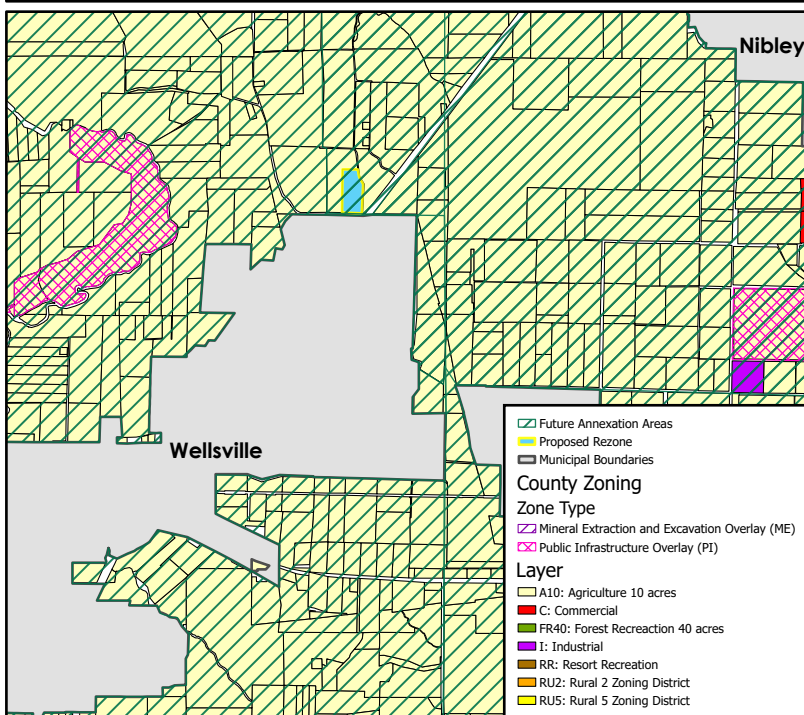 Nibley
Wellsville
Future Annexation Areas
Proposed Rezone
Municipal Boundaries
County Zoning
Zone Type
Mineral Extraction and Excavation Overlay (ME)
Public Infrastructure Overlay (PI)
Layer
A10: Agriculture 10 acres
C: Commercial
FR40: Forest Recreaction 40 acres
I: Industrial
RR: Resort Recreation
RU2: Rural 2 Zoning District
RU5: Rural 5 Zoning District